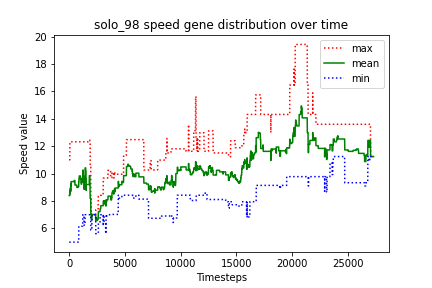 solo_98 speed gene distribution over time
20
18
16
14
12
10
8
6
Speed value
max
mean
min
0
5000
10000
15000
20000
25000
Timesteps